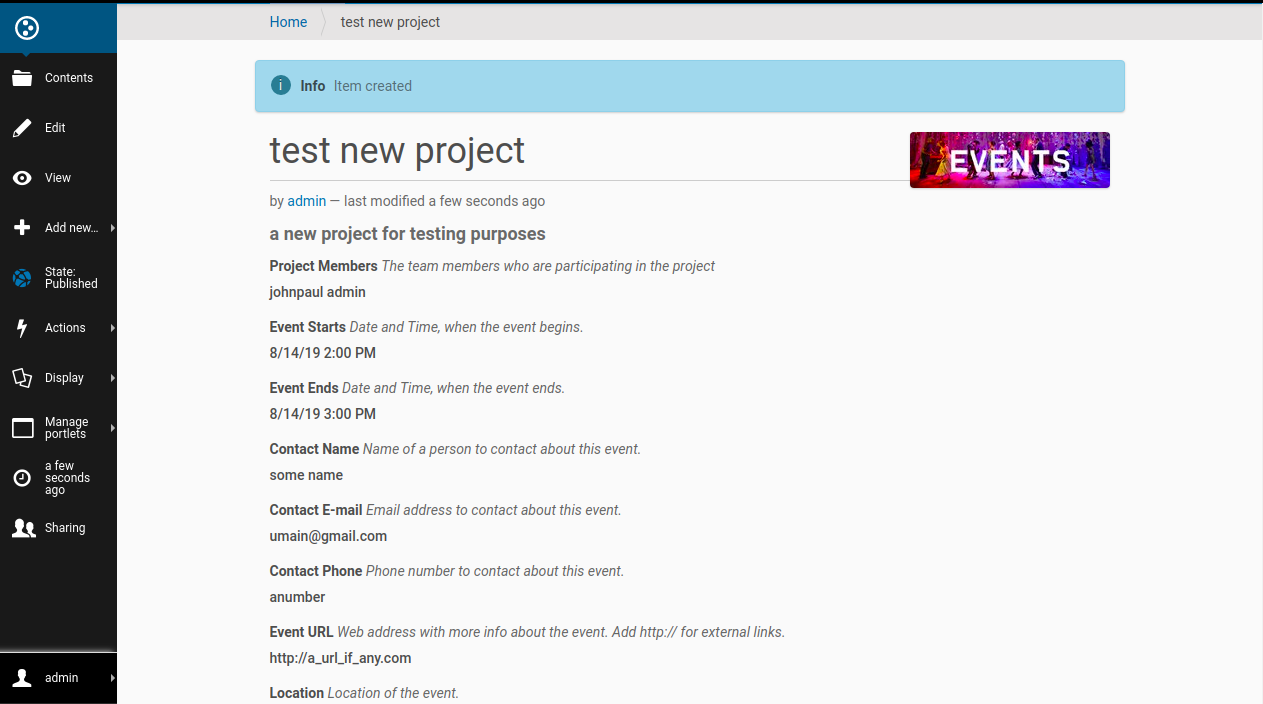 Home
test new project
Contents
Edit
View
Add new...
State:
Published
Actions
Display
Manage
portlets
a few
seconds
ago
Sharing
admin
i Info Item created
test new project
EVENTS
by admin — last modified a few seconds ago
a new project for testing purposes
Project Members The team members who are participating in the project
johnpaul admin
Event Starts Date and Time, when the event begins.
8/14/19 2:00 PM
Event Ends Date and Time, when the event ends.
8/14/19 3:00 PM
Contact Name Name of a person to contact about this event.
some name
Contact E-mail Email address to contact about this event.
umain@gmail.com
Contact Phone Phone number to contact about this event.
anumber
Event URL Web address with more info about the event. Add http:// for external links.
http://a_url_if_any.com
Location Location of the event.